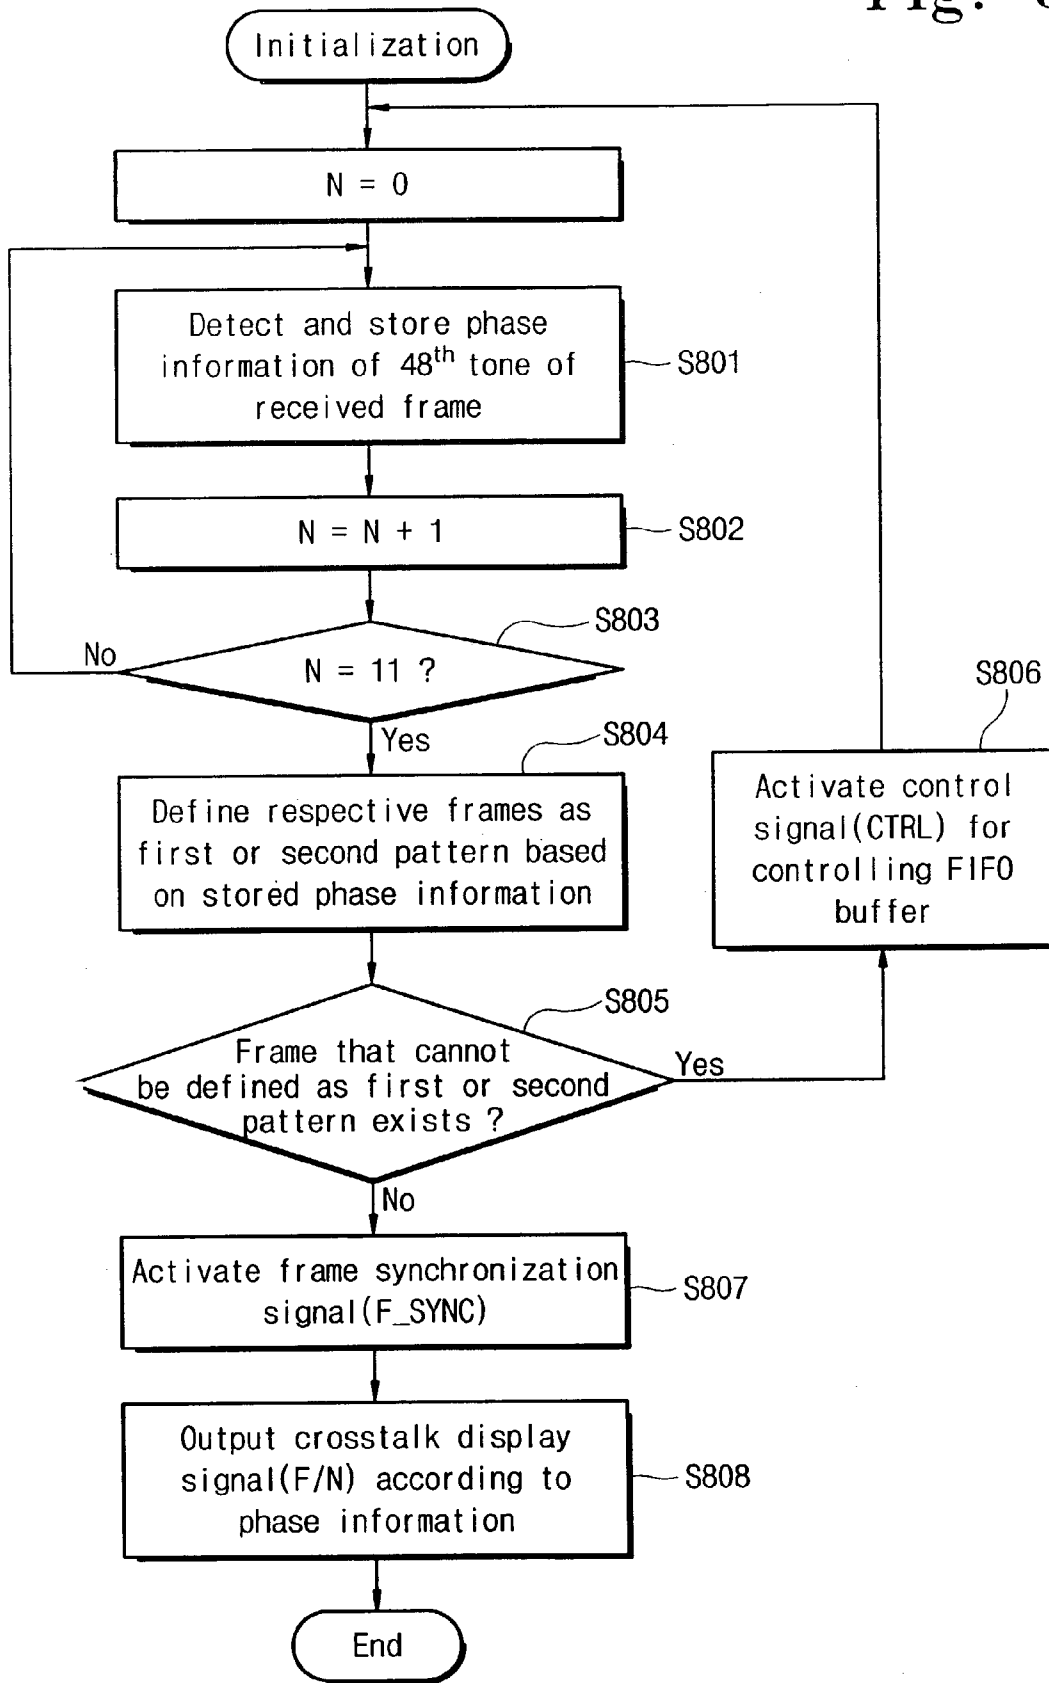 Fig.
Initialization
N = 0
Detect and store phase
information of 48th tone of
received frame
S801
N = N + 1
S802
S803
No
N = 11 ?
Yes
S804
S806
Define respective frames as
first or second pattern based
on stored phase information
Activate control
signal(CTRL) for
controlling FIFO
buffer
S805
Frame that cannot
be defined as first or second
pattern exists ?
Yes
No
Activate frame synchronization
signal(F_SYNC)
S807
Output crosstalk display
signal(F/N) according to
phase information
S808
End